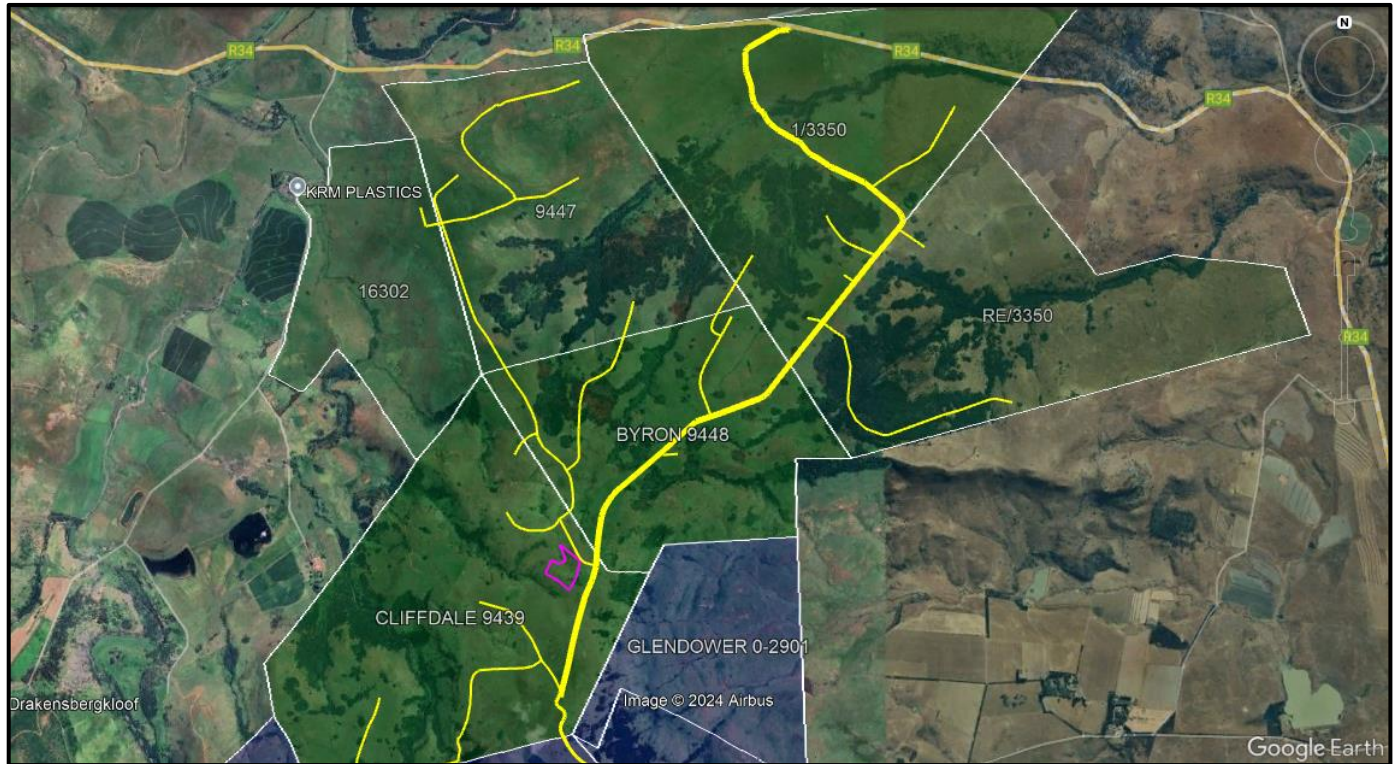 N
R34
R34
R34
R34
1/3350
KRM PLASTICS
9447
16302
RE/3350
R34
BYRON 9448
CLIFFDALE 9439
GLENDOWER 0-2901
Drakensbergkloof
Image © 2024 Airbus
Google Earth